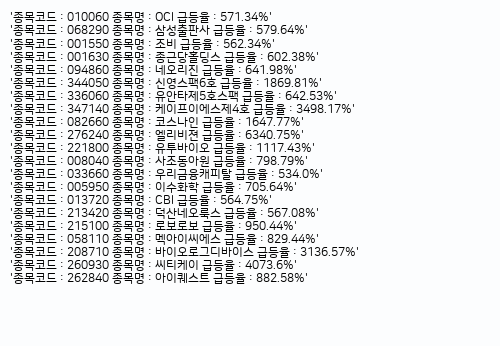 '종목코드 : 010060 종목명 : OCI 급등율 : 571.34%'
'종목코드 : 068290 종목명 : 삼성출판사 급등율 : 579.64%'
'종목코드 : 001550 종목명 : 조비 급등율 : 562.34%'
'종목코드 : 001630 종목명 : 종근당홀딩스 급등율 : 602.38%'
'종목코드 : 094860 종목명 : 네오리진 급등율 : 641.98%'
'종목코드 : 344050 종목명 : 신영스팩6호 급등율 : 1869.81%'
'종목코드 : 336060 종목명 : 유안타제5호스팩 급등율 : 642.53%'
'종목코드 : 347140 종목명 : 케이프이에스제4호 급등율 : 3498.17%'
'종목코드 : 082660 종목명 : 코스나인 급등율 : 1647.77%'
'종목코드 : 276240 종목명 : 엘리비젼 급등율 : 6340.75%'
'종목코드 : 221800 종목명 : 유투바이오 급등율 : 1117.43%'
'종목코드 : 008040 종목명 : 사조동아원 급등율 : 798.79%'
'종목코드 : 033660 종목명 : 우리금융캐피탈 급등율 : 534.0%'
'종목코드 : 005950 종목명 : 이수화학 급등율 : 705.64%'
'종목코드 : 013720 종목명 : CBI 급등율 : 564.75%'
'종목코드 : 213420 종목명 : 덕산네오룩스 급등율 : 567.08%'
'종목코드 : 215100 종목명 : 로보로보 급등율 : 950.44%'
'종목코드 : 058110 종목명 : 멕아이씨에스 급등율 : 829.44%'
'종목코드 : 208710 종목명 : 바이오로그디바이스 급등율 : 3136.57%'
'종목코드 : 260930 종목명 : 씨티케이 급등율 : 4073.6%'
'종목코드 : 262840 종목명 : 아이퀘스트 급등율 : 882.58%'